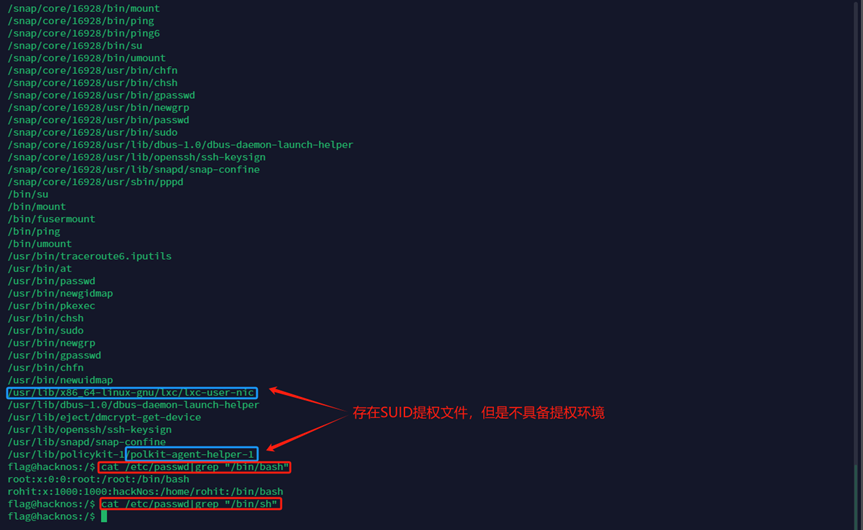 /snap/core/16928/bin/mount
/snap/core/16928/bin/ping
/snap/core/16928/bin/ping6
/snap/core/16928/bin/su
/snap/core/16928/bin/umount
/snap/core/16928/usr/bin/chfn
/snap/core/16928/usr/bin/chsh
/snap/core/16928/usr/bin/gpasswd
/snap/core/16928/usr/bin/newgrp
/snap/core/16928/usr/bin/passwd
/snap/core/16928/usr/bin/sudo
/snap/core/16928/usr/lib/dbus-1.0/dbus-daemon-launch-helper
/snap/core/16928/usr/lib/openssh/ssh-keysign
/snap/core/16928/usr/lib/snapd/snap-confine
/snap/core/16928/usr/sbin/pppd
/bin/su
/bin/mount
/bin/fusermount
/bin/ping
/bin/umount
/usr/bin/traceroute6.iputils
/usr/bin/at
/usr/bin/passwd
/usr/bin/newgidmap
/usr/bin/pkexec
/usr/bin/chsh
/usr/bin/sudo
/usr/bin/newgrp
/usr/bin/gpasswd
/usr/bin/chfn
/usr/bin/newuidmap
/usr/lib/x86_64-linux-gnu/lxc/lxc-user-nic
/usr/lib/dbus-1.0/dbus-daemon-launch-helper
存在SUID提权文件，但是不具备提权环境
/usr/lib/eject/dmcrypt-get-device
/usr/lib/openssh/ssh-keysign
/usr/lib/snapd/snap-confine
/usr/lib/policykit-1/polkit-agent-helper-1
flag@hacknos:/$ cat /etc/passwd|grep "/bin/bash"
root:x:0:0:root:/root:/bin/bash
rohit:x:1000:1000:hackNos:/home/rohit:/bin/bash
flag@hacknos:/$ cat /etc/passwd|grep "/bin/sh"
flag@hacknos:/$